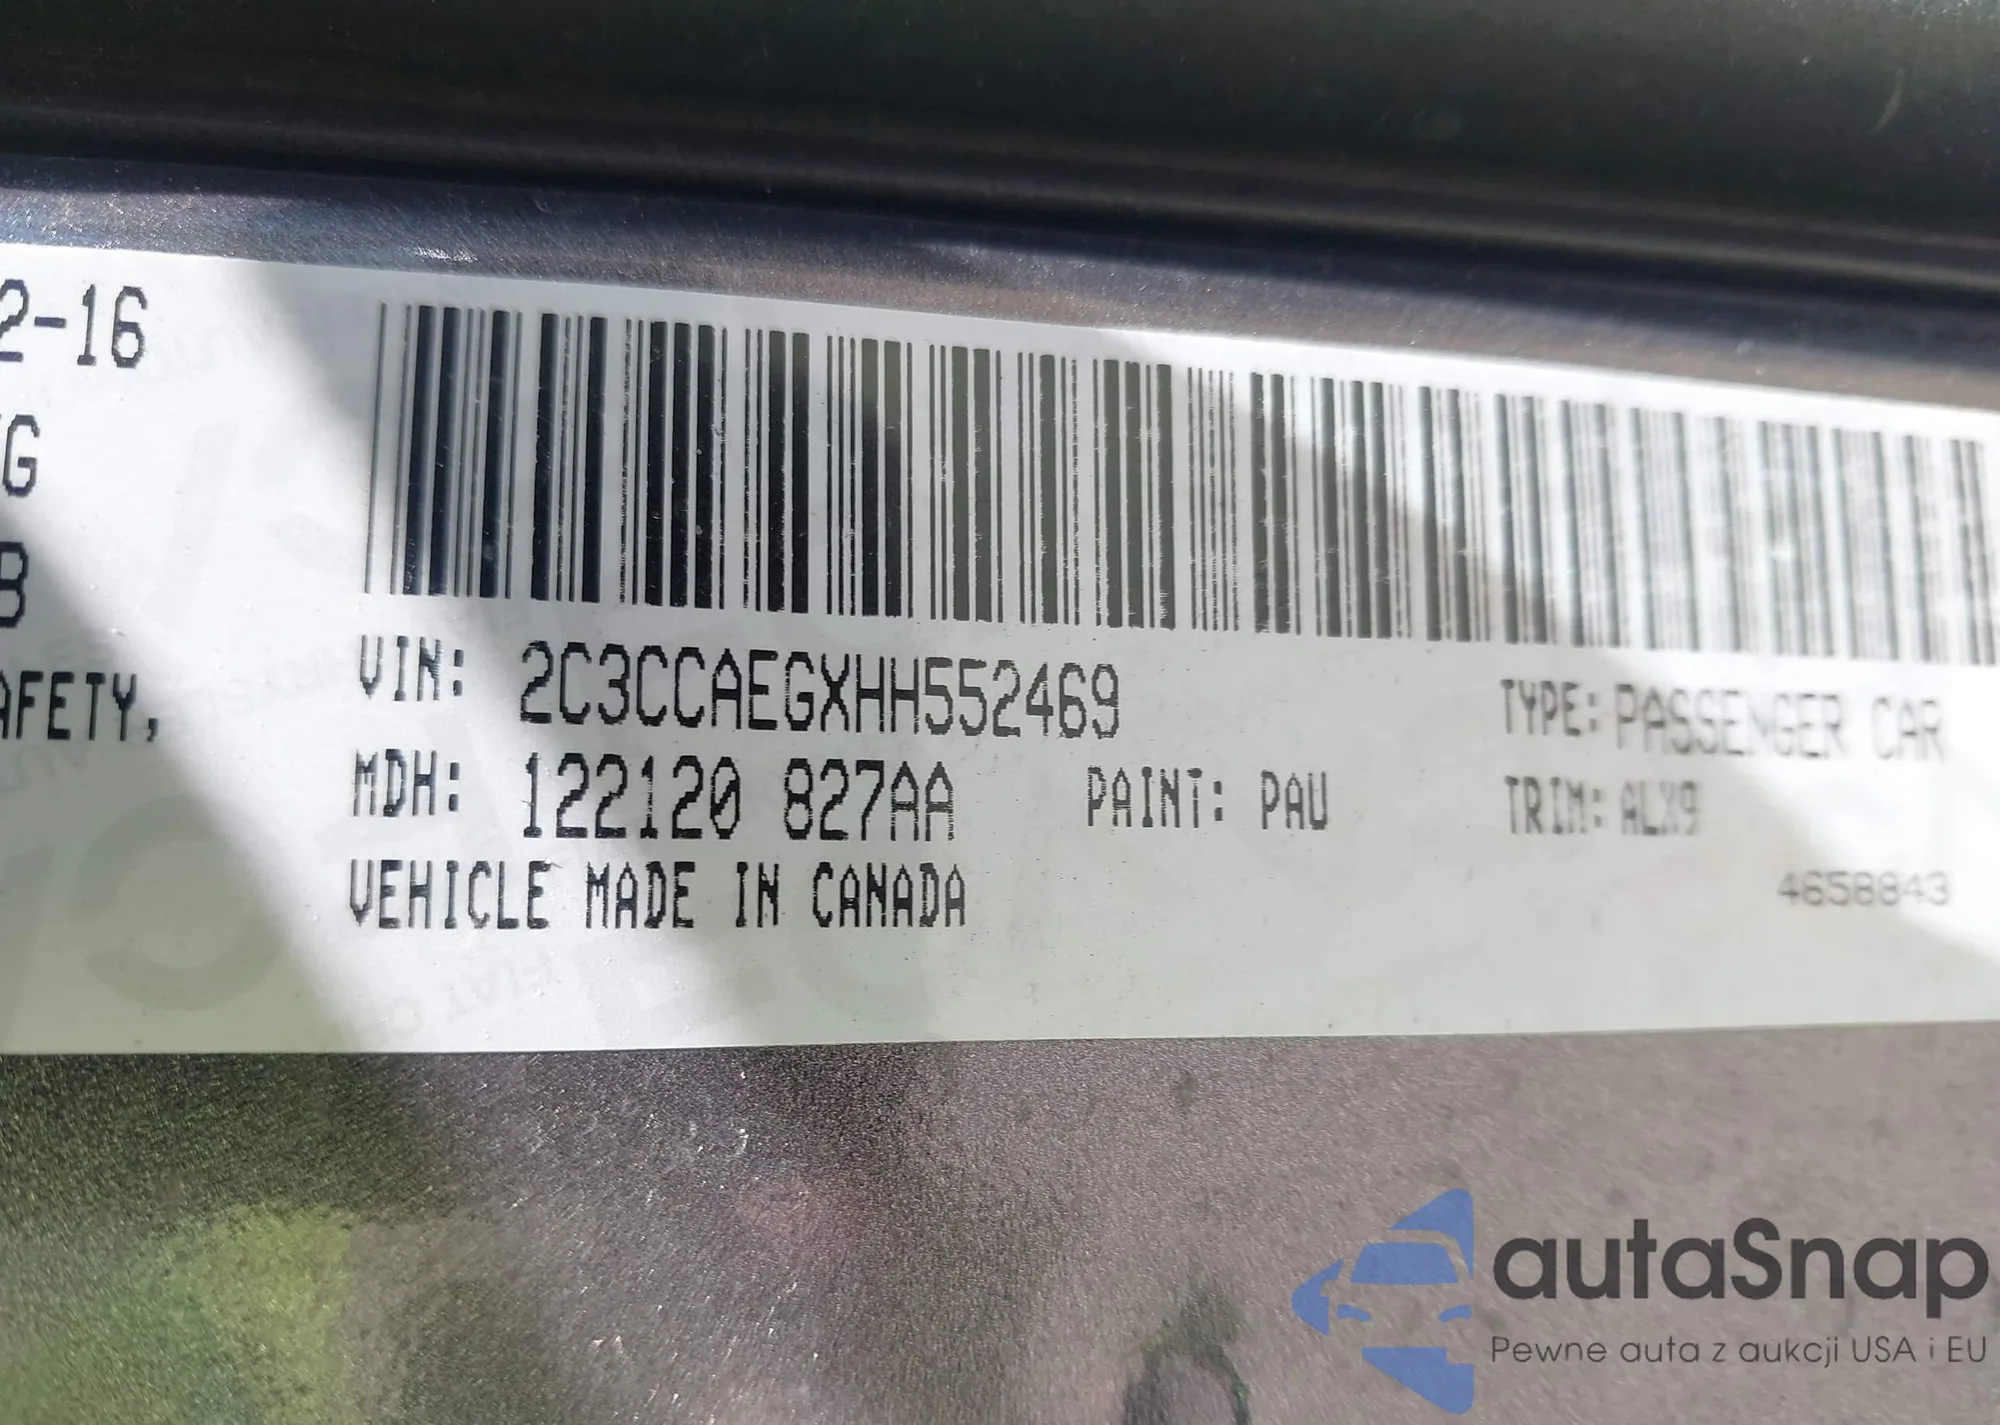 2-16
G
B
AFETY,
VIN: 2C3CCAEGXHH552469 TYPE: PASSENGER CAR
MDH: 122120 827AA PAINT: PAU TRIM: ALX9
VEHICLE MADE IN CANADA
4658843
autaSnap
Pewne auta z aukcji USA i EU